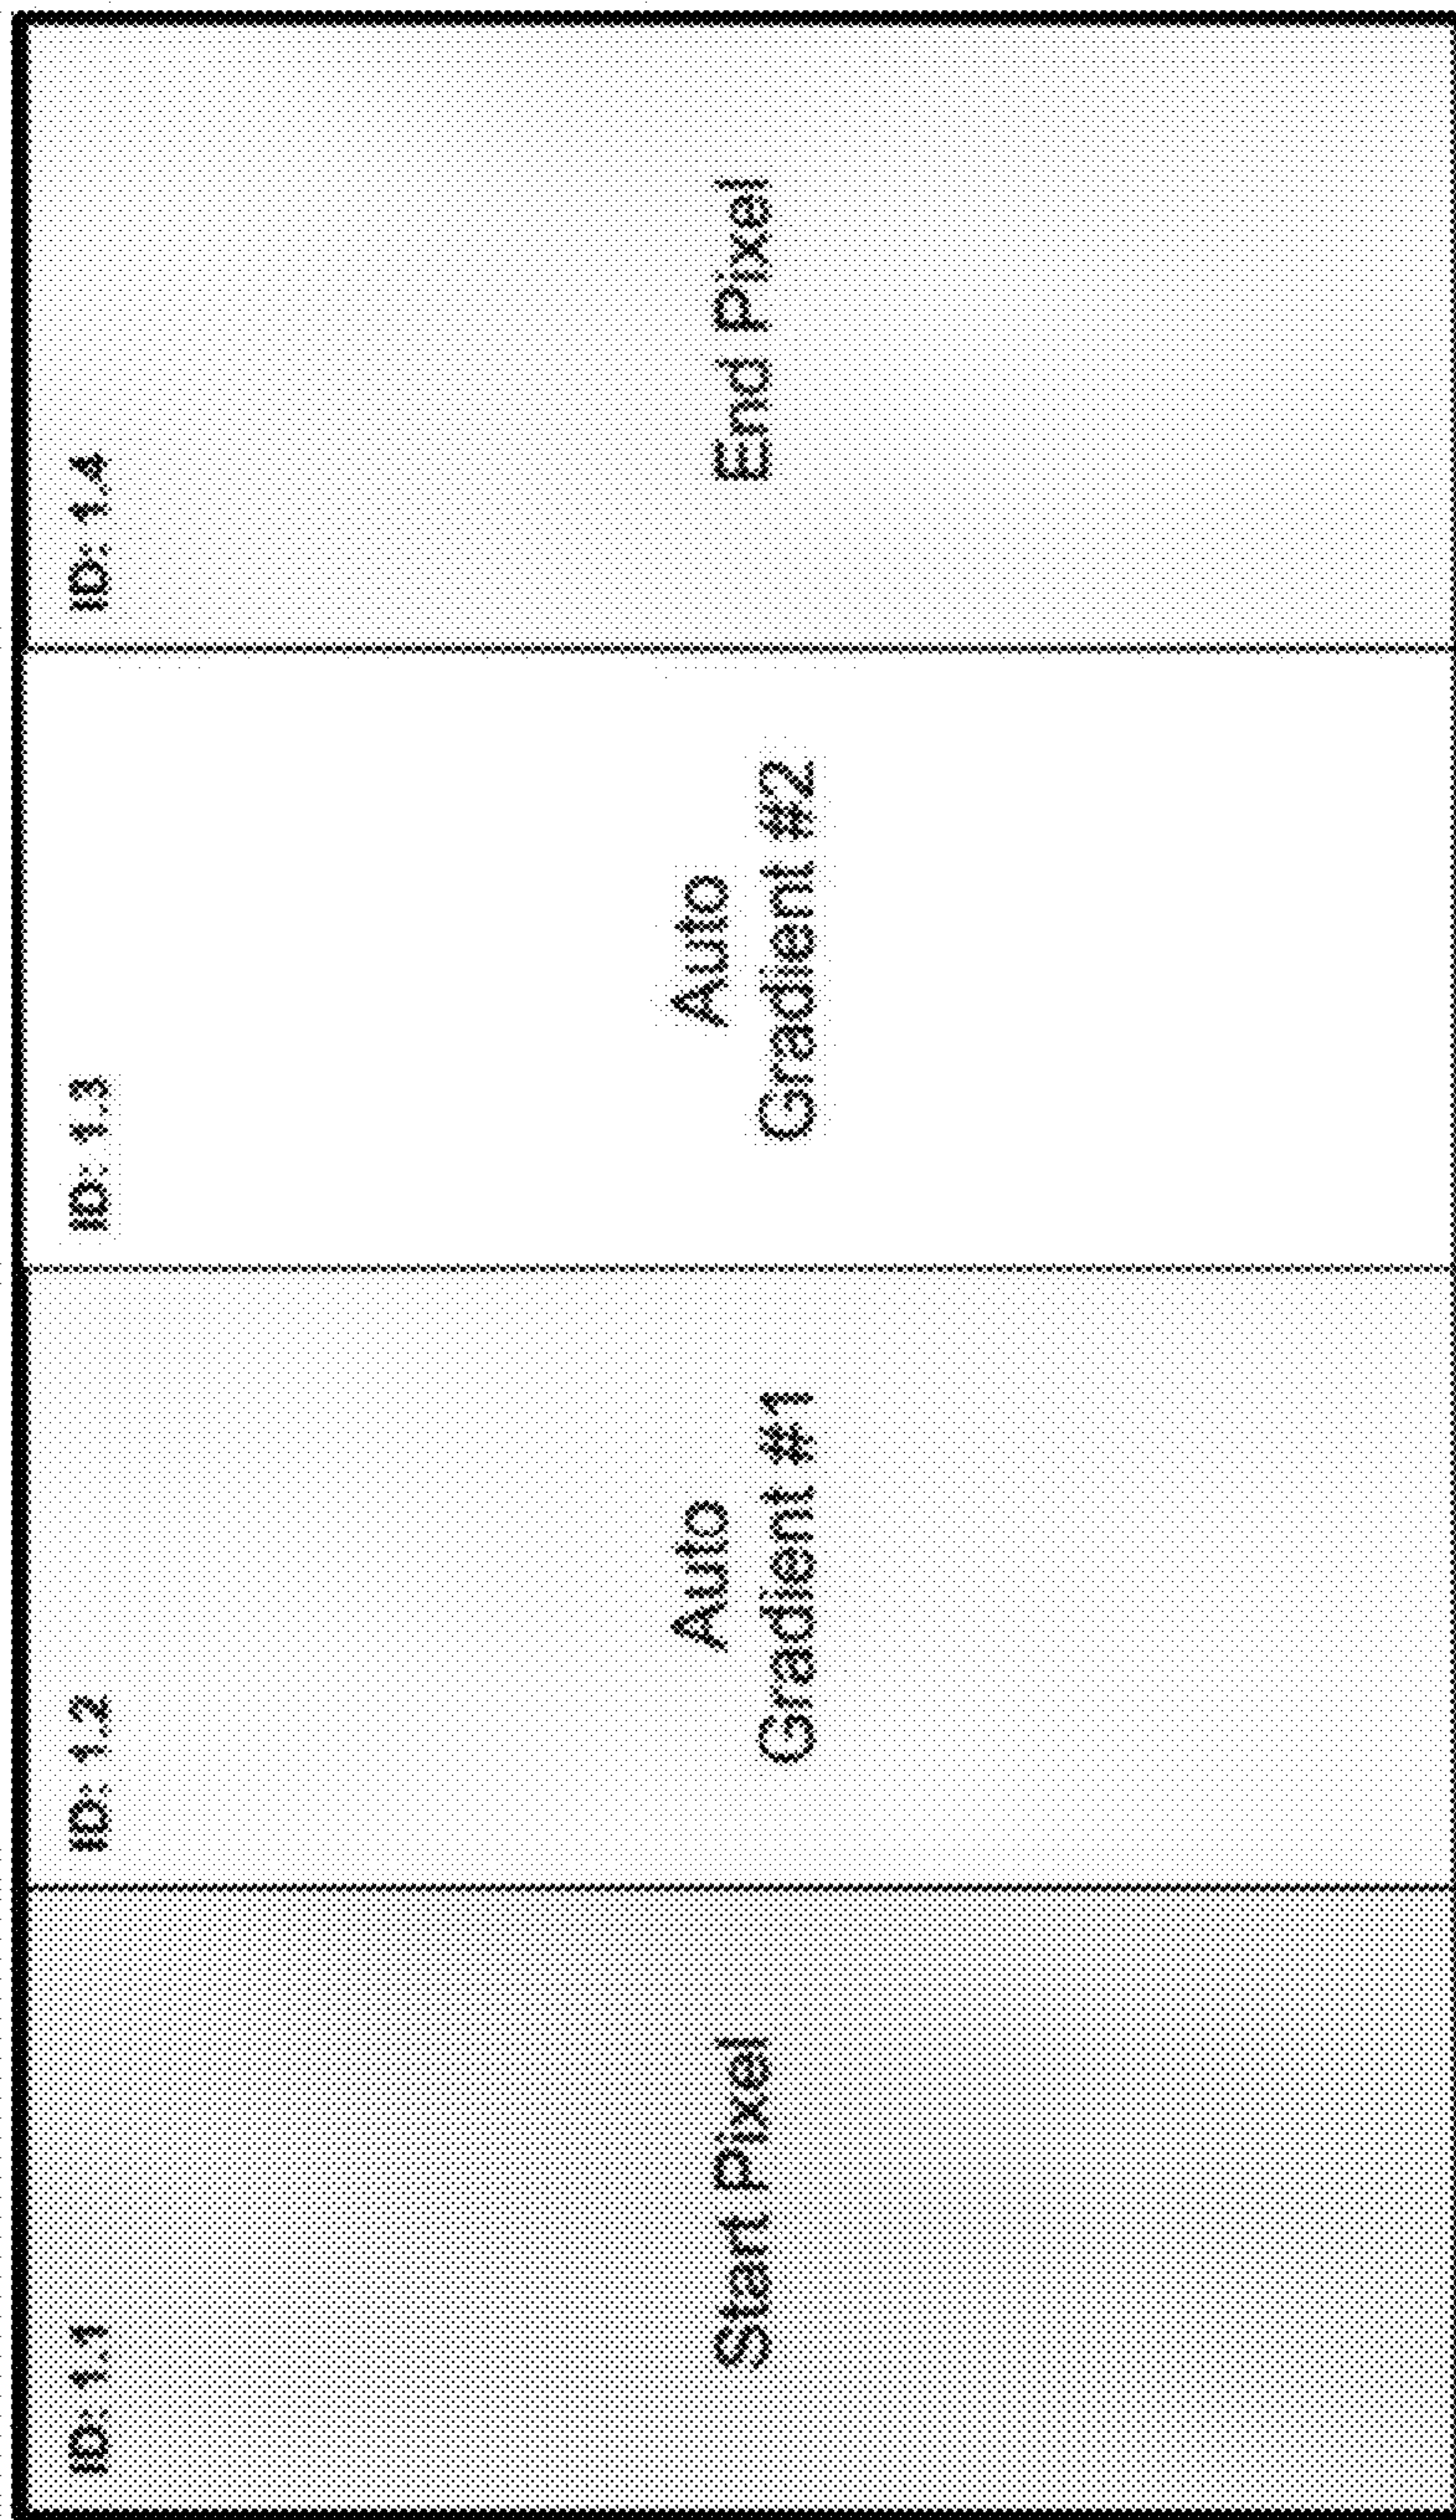 ID: 1.1
Start Pixel
ID: 1.2
Auto
Gradient #1
ID: 1.3
Auto
Gradient #2
ID: 1.4
End Pixel